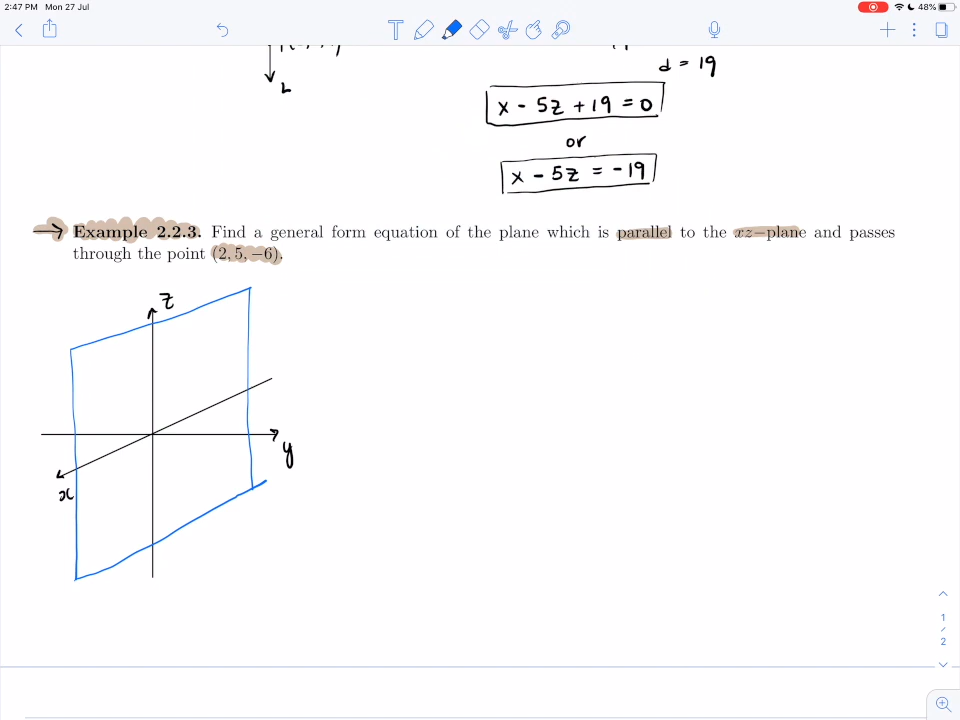 2:47 PM Mon 27 Jul
48%
T
L
d = 19
x - 5z + 19 = 0
or
x - 5z = -19
→ Example 2.2.3. Find a general form equation of the plane which is parallel to the xz−plane and passes
through the point (2, 5, −6).
z
y
x
1
/
2